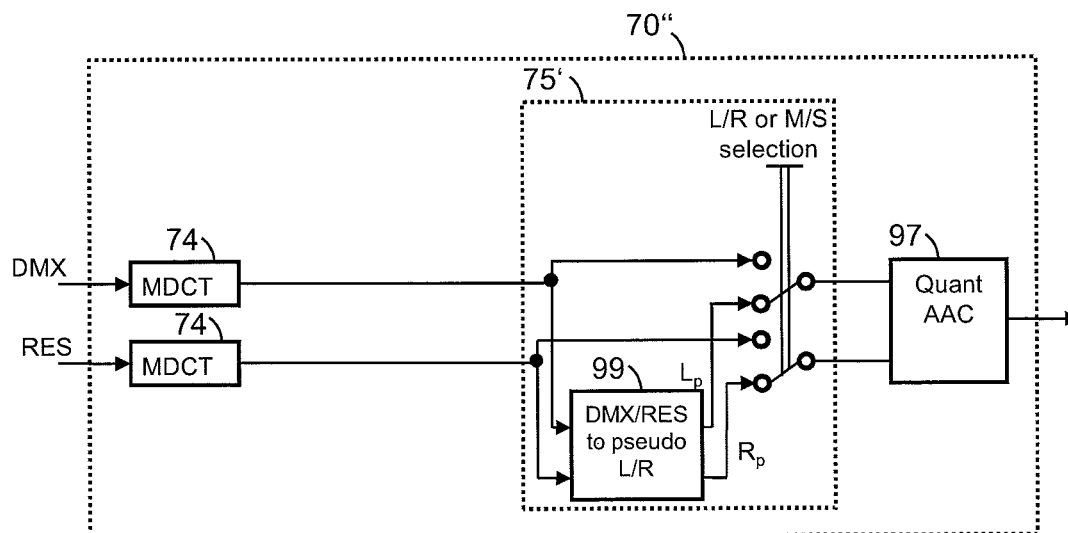 70“
75‘
L/R or M/S
selection
74
DMX
MDCT
97
Quant
AAC
74
RES
MDCT
99
Lp
DMX/RES
to pseudo
L/R
Rp